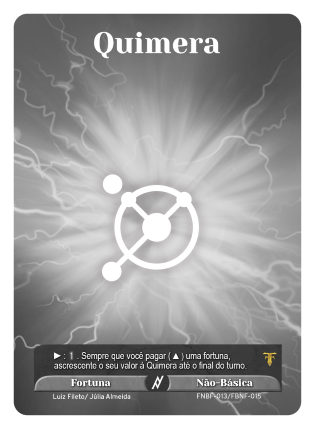 Quimera
▶ : 1 . Sempre que você pagar ( ▲ ) uma fortuna,
ascrescente o seu valor à Quimera até o final do turno.
Fortuna Não-Básica
Luiz Fileto/ Júlia Almeida FNBF-013/FBNF-015